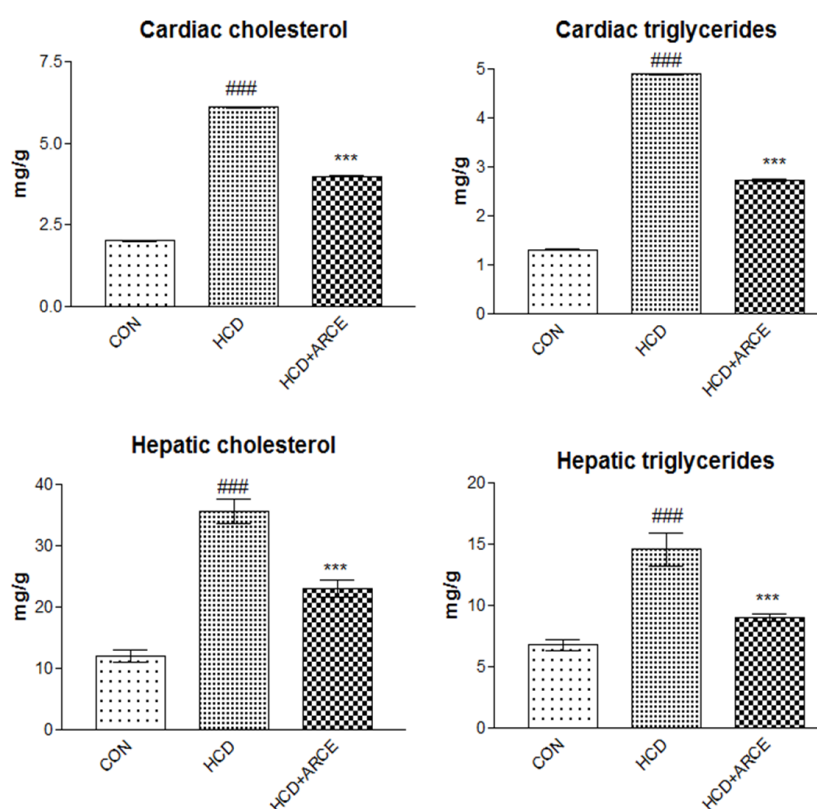 Cardiac cholesterol
7.5
5.0
2.5
0.0
mg/g
###
***
CON
HCD
HCD+ARCE
Cardiac triglycerides
5
4
3
2
1
0
mg/g
###
***
CON
HCD
HCD+ARCE
Hepatic cholesterol
40
30
20
10
0
mg/g
###
***
CON
HCD
HCD+ARCE
Hepatic triglycerides
20
15
10
5
0
mg/g
###
***
CON
HCD
HCD+ARCE